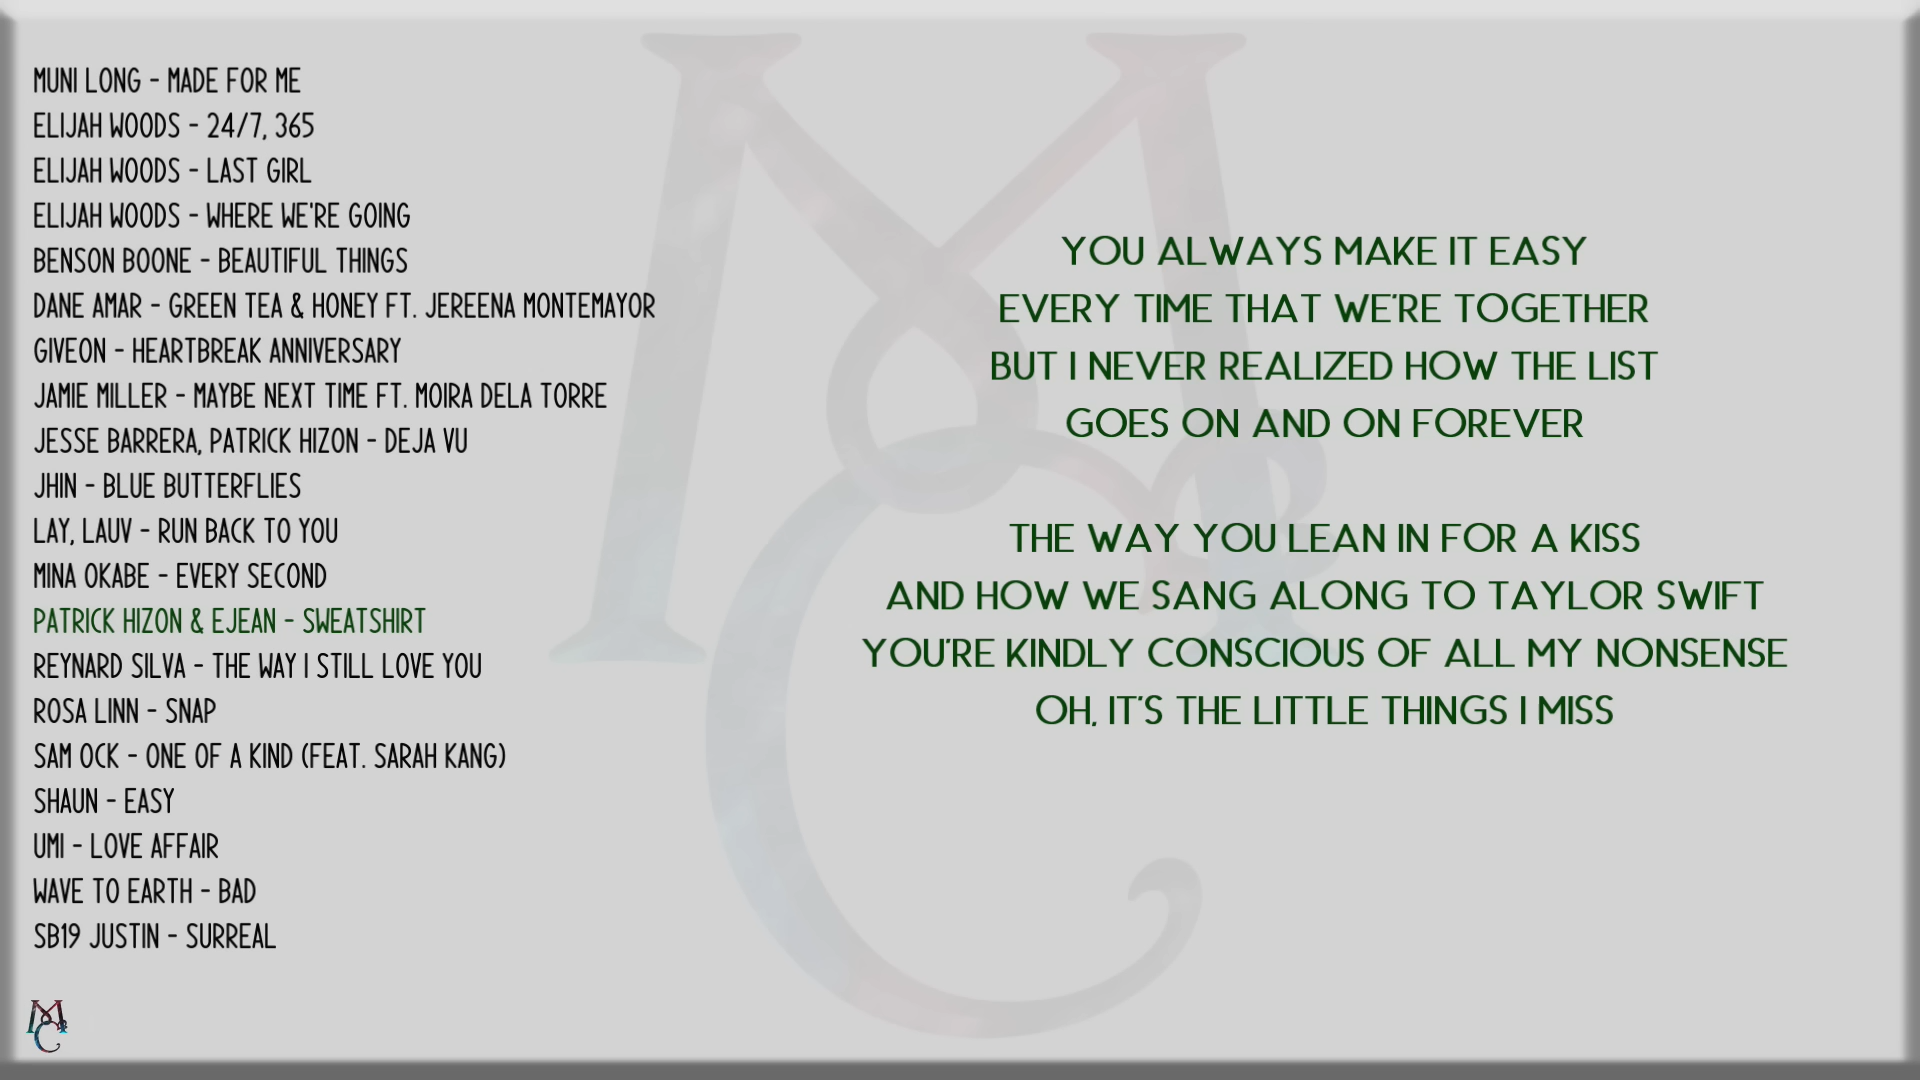 MUNI LONG - MADE FOR ME
ELIJAH WOODS - 24/7, 365
ELIJAH WOODS - LAST GIRL
ELIJAH WOODS - WHERE WE'RE GOING
BENSON BOONE - BEAUTIFUL THINGS
DANE AMAR - GREEN TEA & HONEY FT. JEREENA MONTEMAYOR
GIVEON - HEARTBREAK ANNIVERSARY
JAMIE MILLER - MAYBE NEXT TIME FT. MOIRA DELA TORRE
JESSE BARRERA, PATRICK HIZON - DEJA VU
JHIN - BLUE BUTTERFLIES
LAY, LAUV - RUN BACK TO YOU
MINA OKABE - EVERY SECOND
PATRICK HIZON & EJEAN - SWEATSHIRT
REYNARD SILVA - THE WAY I STILL LOVE YOU
ROSA LINN - SNAP
SAM OCK - ONE OF A KIND (FEAT. SARAH KANG)
SHAUN - EASY
UMI - LOVE AFFAIR
WAVE TO EARTH - BAD
SB19 JUSTIN - SURREAL
MC
YOU ALWAYS MAKE IT EASY
EVERY TIME THAT WE'RE TOGETHER
BUT I NEVER REALIZED HOW THE LIST
GOES ON AND ON FOREVER
THE WAY YOU LEAN IN FOR A KISS
AND HOW WE SANG ALONG TO TAYLOR SWIFT
YOU'RE KINDLY CONSCIOUS OF ALL MY NONSENSE
OH, IT'S THE LITTLE THINGS I MISS